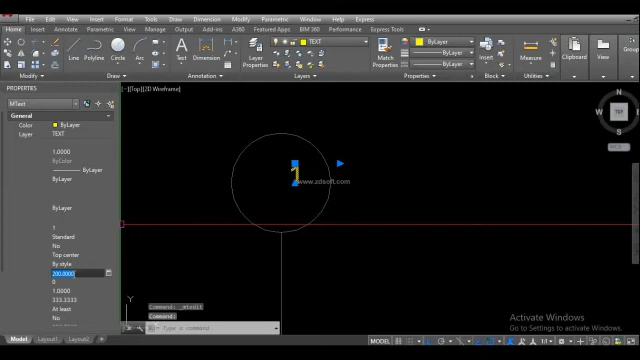 Home Insert Annotate Parametric View Manage Output Add-ins A360 Express Tools Featured Apps BIM 360 Performance
File Edit View Insert Format Tools Draw Dimension Modify Parametric Window Help Express
Line Polyline Circle Arc
Text
Dimension
Layer Properties
TEXT
Match Properties
ByLayer
ByLayer
ByLayer
Insert
Measure
Clipboard
View
Draw
Modify
Annotation
Layers
Block
Properties
Groups
Utilities
PROPERTIES
MText
General
Color ByLayer
Layer TEXT
1.0000
ByColor
ByLayer
ByLayer
ByLayer
1
Standard
No
Top center
By style
200.0000
0
1.0000
333.3333
At least
No
[−][Top][2D Wireframe]
1
www.zdsoft.com
N
TOP
S
WCS
Y
Command: _mtedit
Command:
Type a command
Activate Windows
Go to Settings to activate Windows.
Model Layout1 Layout2
MODEL
1:1